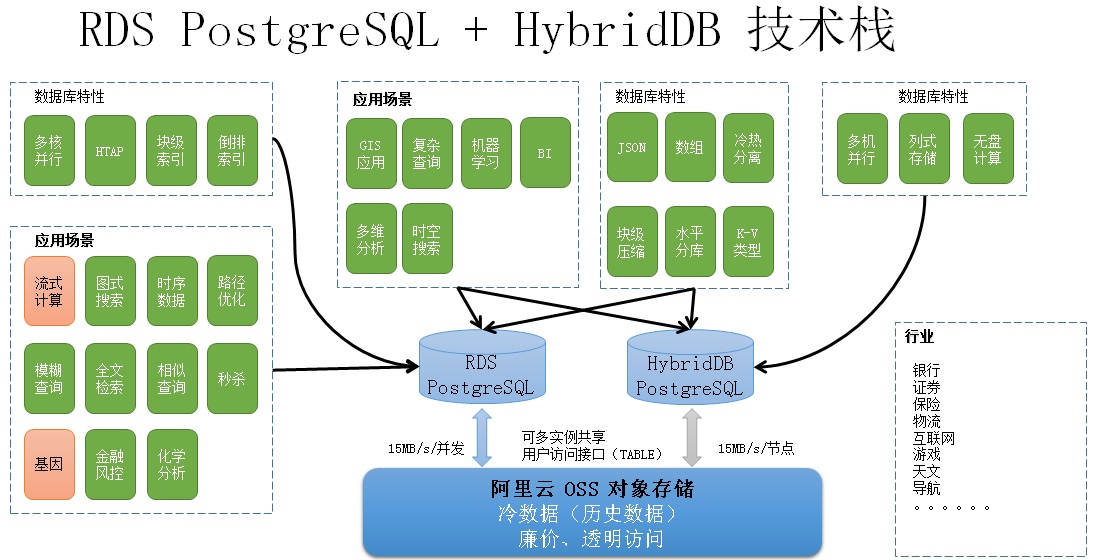 RDS PostgreSQL + HybridDB 技术栈
数据库特性
多核
并行
HTAP
块级
索引
倒排
索引
应用场景
流式
计算
图式
搜索
时序
数据
路径
优化
模糊
查询
全文
检索
相似
查询
秒杀
基因
金融
风控
化学
分析
应用场景
GIS
应用
复杂
查询
机器
学习
BI
多维
分析
时空
搜索
数据库特性
JSON
数组
冷热
分离
块级
压缩
水平
分库
K-V
类型
数据库特性
多机
并行
列式
存储
无盘
计算
RDS
PostgreSQL
HybridDB
PostgreSQL
15MB/s/并发
可多实例共享
用户访问接口（TABLE）
15MB/s/节点
阿里云 OSS 对象存储
冷数据（历史数据）
廉价、透明访问
行业
银行
证券
保险
物流
互联网
游戏
天文
导航
。。。。。。